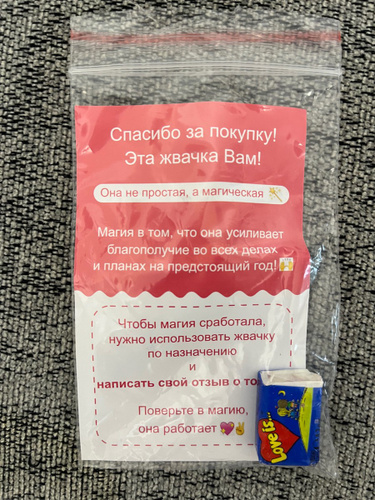 Спасибо за покупку!
Эта жвачка Вам!
Она не простая, а магическая
Магия в том, что она усиливает
благополучие во всех делах
и планах на предстоящий год!
Чтобы магия сработала,
нужно использовать жвачку
по назначению
и
написать свой отзыв о то
Поверьте в магию,
она работает
Love is...